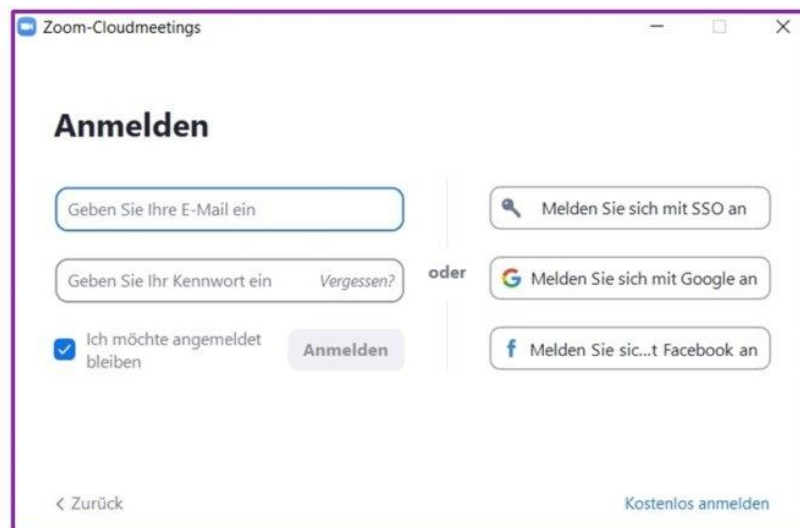 Zoom-Cloudmeetings
Anmelden
Geben Sie Ihre E-Mail ein
Geben Sie Ihr Kennwort ein Vergessen?
Ich möchte angemeldet
bleiben
Anmelden
oder
Melden Sie sich mit SSO an
Melden Sie sich mit Google an
Melden Sie sic...t Facebook an
< Zurück
Kostenlos anmelden